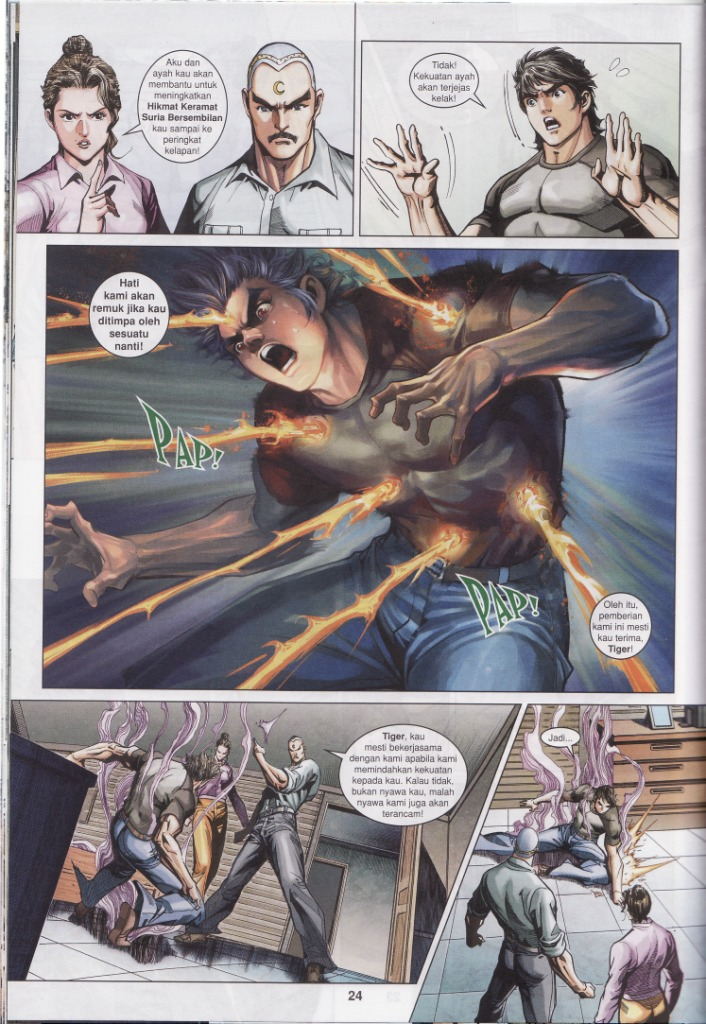 Aku dan
ayah kau akan
membantu untuk
meningkatkan
Hikmat Keramat
Suria Bersembilan
kau sampai ke
peringkat
kelapan!
Tidak!
Kekuatan ayah
akan terjejas
kelak!
Hati
kami akan
remuk jika kau
ditimpa oleh
sesuatu
nanti!
PAP!
PAP!
Oleh itu,
pemberian
kami ini mesti
kau terima,
Tiger!
Tiger, kau
mesti bekerjasama
dengan kami apabila kami
memindahkan kekuatan
kepada kau. Kalau tidak,
bukan nyawa kau, malah
nyawa kami juga akan
terancam!
Jadi...
24